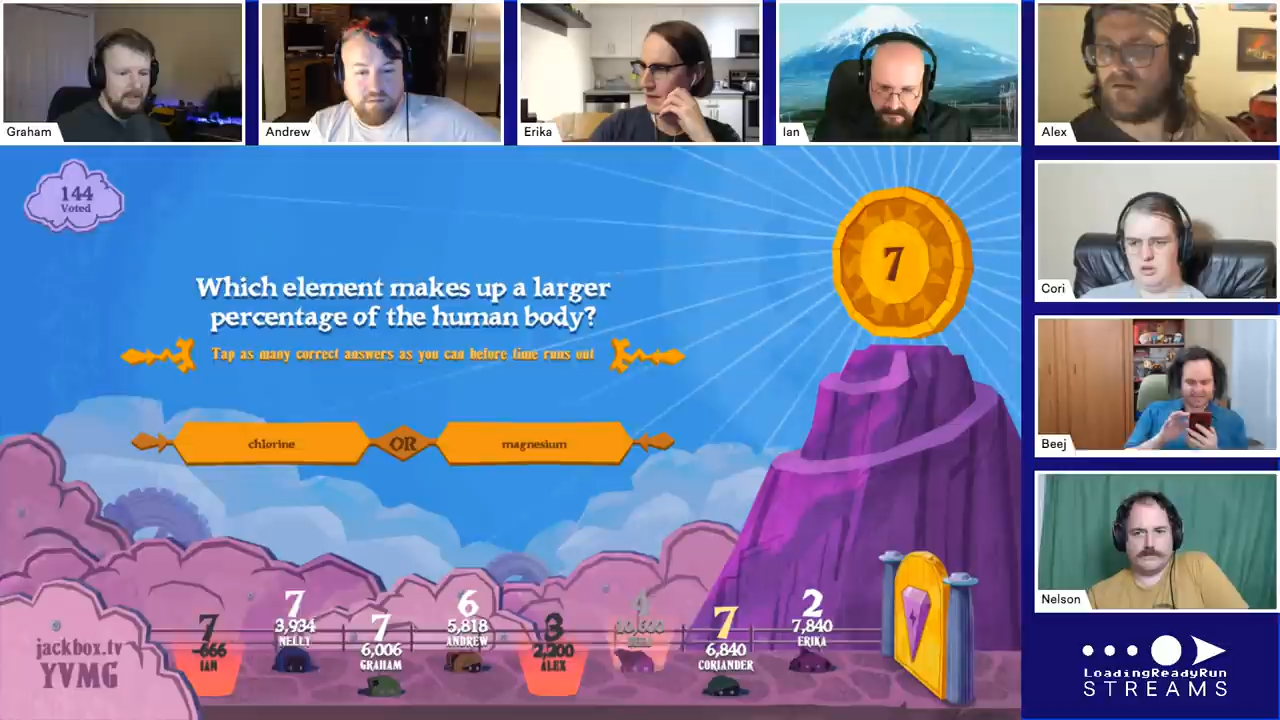 Graham
Andrew
Erika
Ian
Alex
Cori
Beej
Nelson
144
Voted
7
Which element makes up a larger
percentage of the human body?
Tap as many correct answers as you can before time runs out
chlorine
OR
magnesium
7
-666
IAN
7
3,934
NELLY
7
6,006
GRAHAM
6
5,818
ANDREW
3
2,200
ALEX
7
6,840
CORIANDER
2
7,840
ERIKA
jackbox.tv
YVMG
LoadingReadyRun
STREAMS